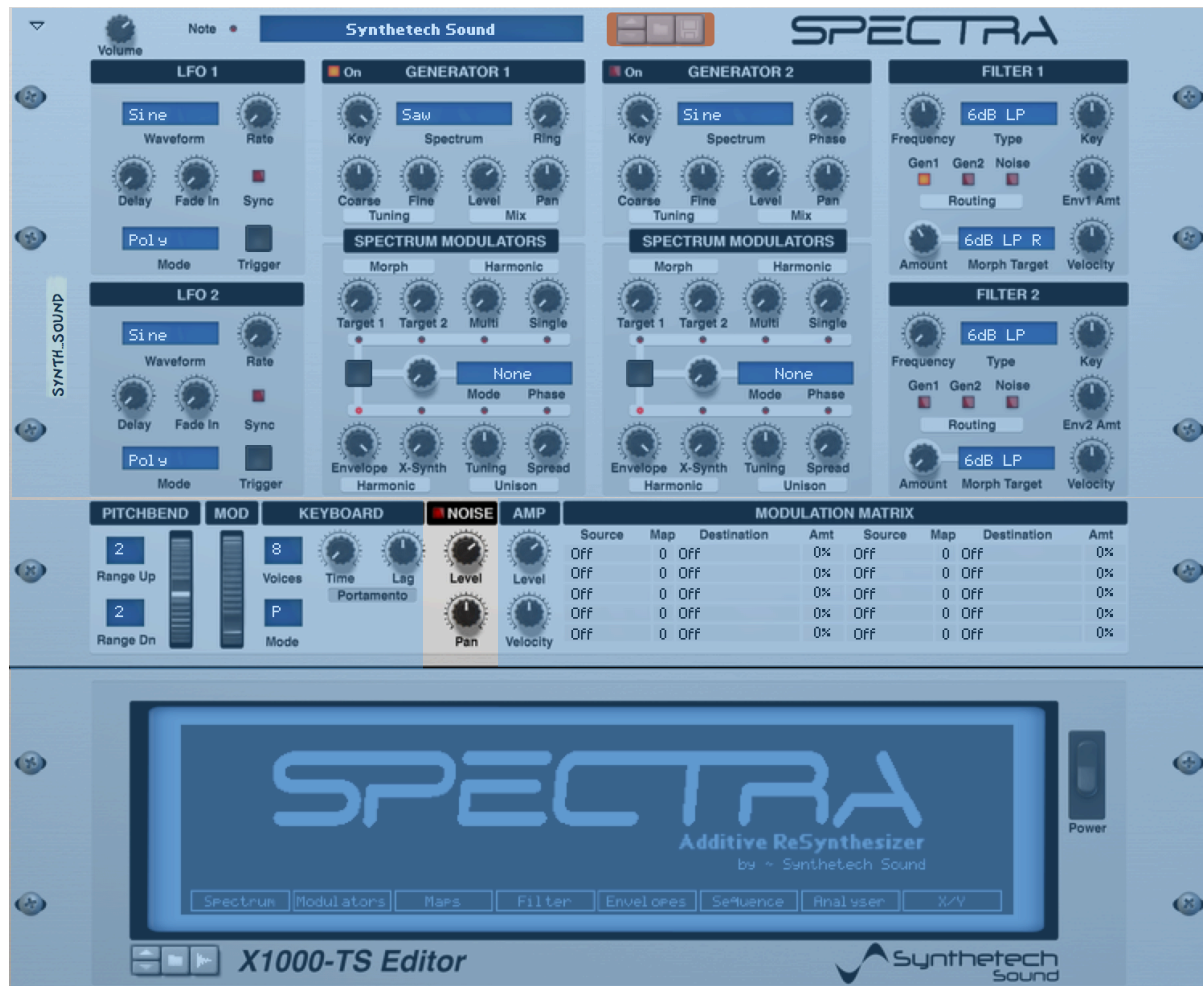 Volume
Note
Synthetech Sound
SPECTRA
LFO 1
Sine
Waveform
Rate
Delay
Fade In
Sync
Poly
Mode
Trigger
LFO 2
Sine
Waveform
Rate
Delay
Fade In
Sync
Poly
Mode
Trigger
On GENERATOR 1
Key
Saw
Spectrum
Ring
Coarse
Fine
Level
Pan
Tuning
Mix
SPECTRUM MODULATORS
Morph
Harmonic
Target 1
Target 2
Multi
Single
None
Mode
Phase
Envelope
X-Synth
Tuning
Spread
Harmonic
Unison
On GENERATOR 2
Key
Sine
Spectrum
Phase
Coarse
Fine
Level
Pan
Tuning
Mix
SPECTRUM MODULATORS
Morph
Harmonic
Target 1
Target 2
Multi
Single
None
Mode
Phase
Envelope
X-Synth
Tuning
Spread
Harmonic
Unison
FILTER 1
6dB LP
Frequency
Type
Key
Gen1 Gen2 Noise
Routing
Env1 Amt
6dB LP R
Amount
Morph Target
Velocity
FILTER 2
6dB LP
Frequency
Type
Key
Gen1 Gen2 Noise
Routing
Env2 Amt
6dB LP
Amount
Morph Target
Velocity
SYNTH_SOUND
PITCHBEND
2
Range Up
2
Range Dn
MOD
KEYBOARD
8
Voices
Time
Lag
Portamento
P
Mode
NOISE
Level
Pan
AMP
Level
Velocity
MODULATION MATRIX
Source Map Destination Amt Source Map Destination Amt
Off 0 Off 0% Off 0 Off 0%
Off 0 Off 0% Off 0 Off 0%
Off 0 Off 0% Off 0 Off 0%
Off 0 Off 0% Off 0 Off 0%
Off 0 Off 0% Off 0 Off 0%
SPECTRA
Additive ReSynthesizer
by ~ Synthetech Sound
Spectrum Modulators Maps Filter Envelopes Sequence Analyser X/Y
Power
X1000-TS Editor
Synthetech
Sound